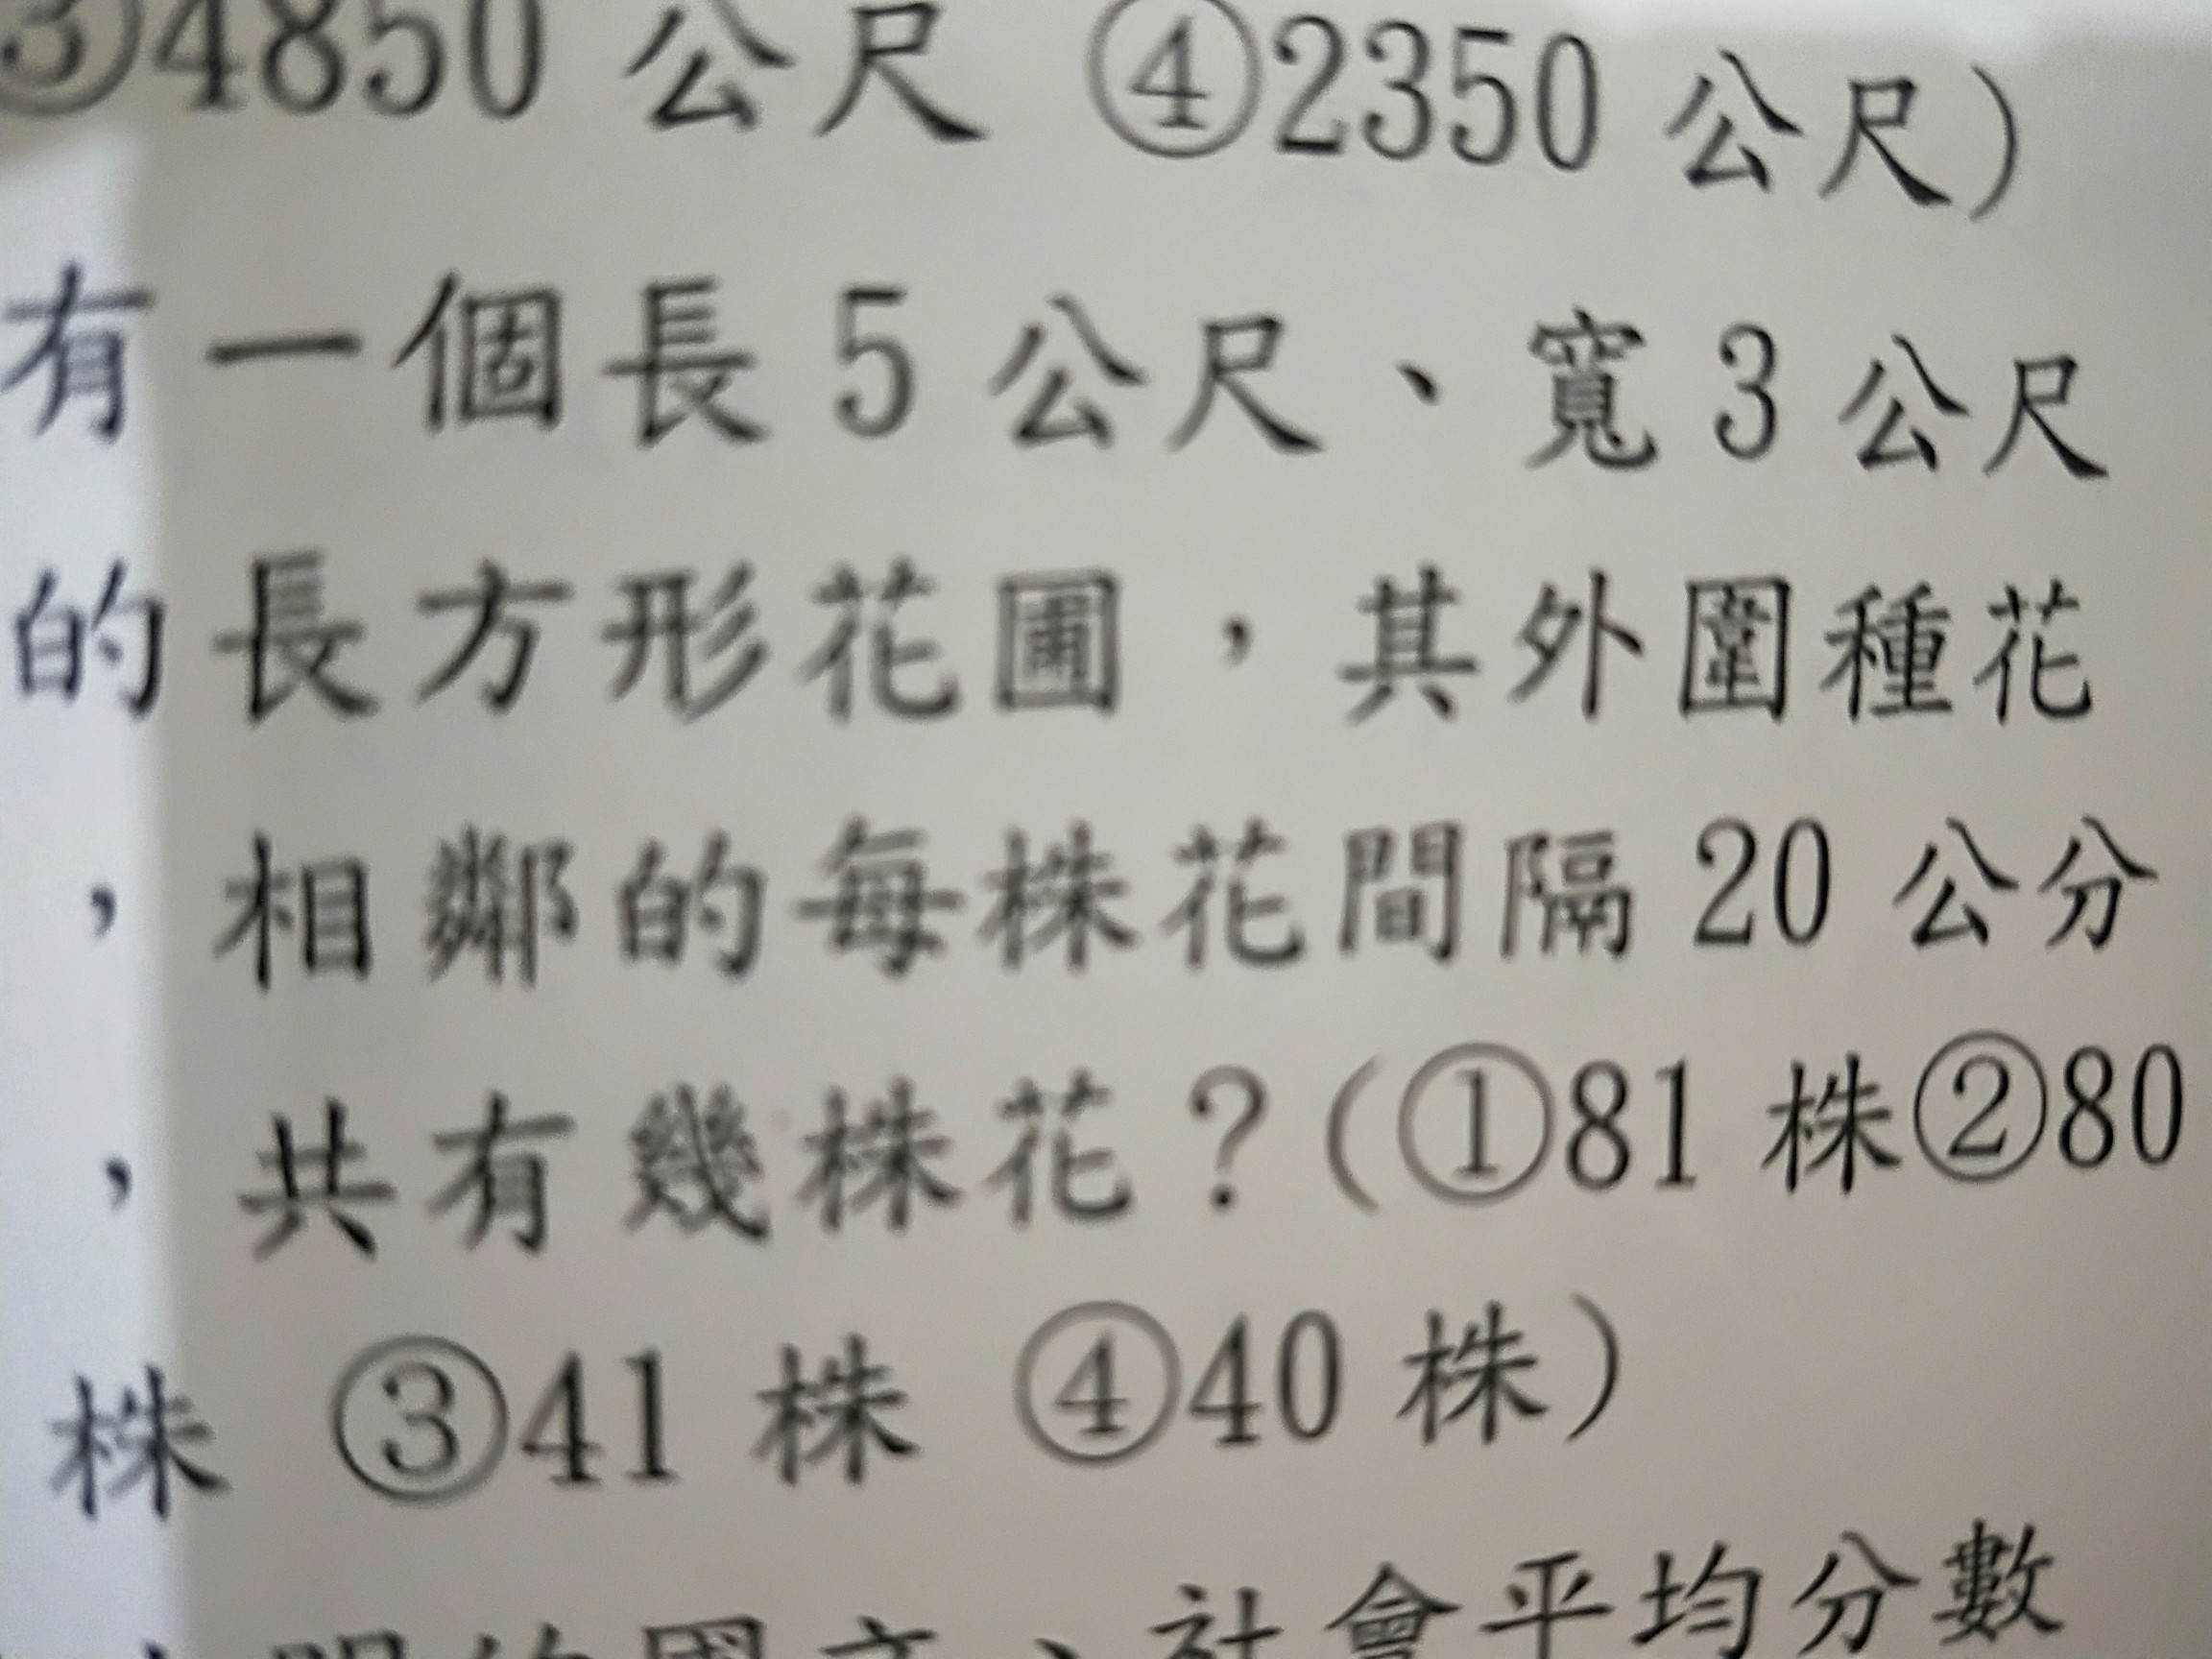 ③4850 公尺 ④2350 公尺)
有一個長 5 公尺、寬 3 公尺
的長方形花圃，其外圍種花
，相鄰的每株花間隔 20 公分
，共有幾株花？(①81 株②80
株 ③41 株 ④40 株)
的國文、社會平均分數